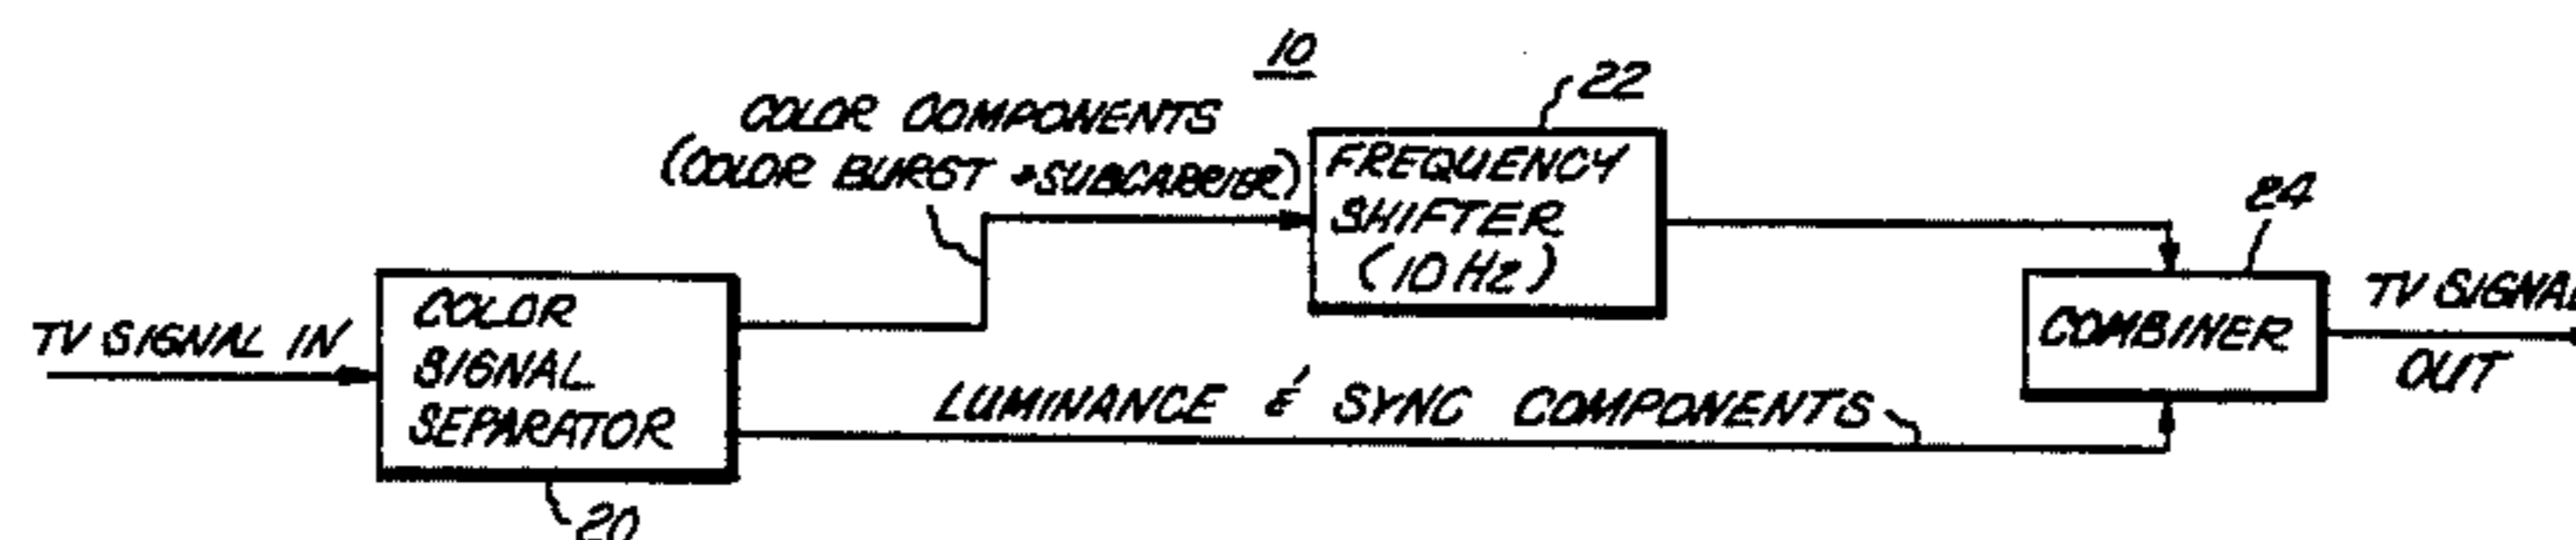 10
22
COLOR COMPONENTS
(COLOR BURST + SUBCARRIER)
FREQUENCY
SHIFTER
(10 Hz)
24
TV SIGNAL IN
COLOR
SIGNAL
SEPARATOR
COMBINER
TV SIGNAL
OUT
LUMINANCE & SYNC COMPONENTS
20